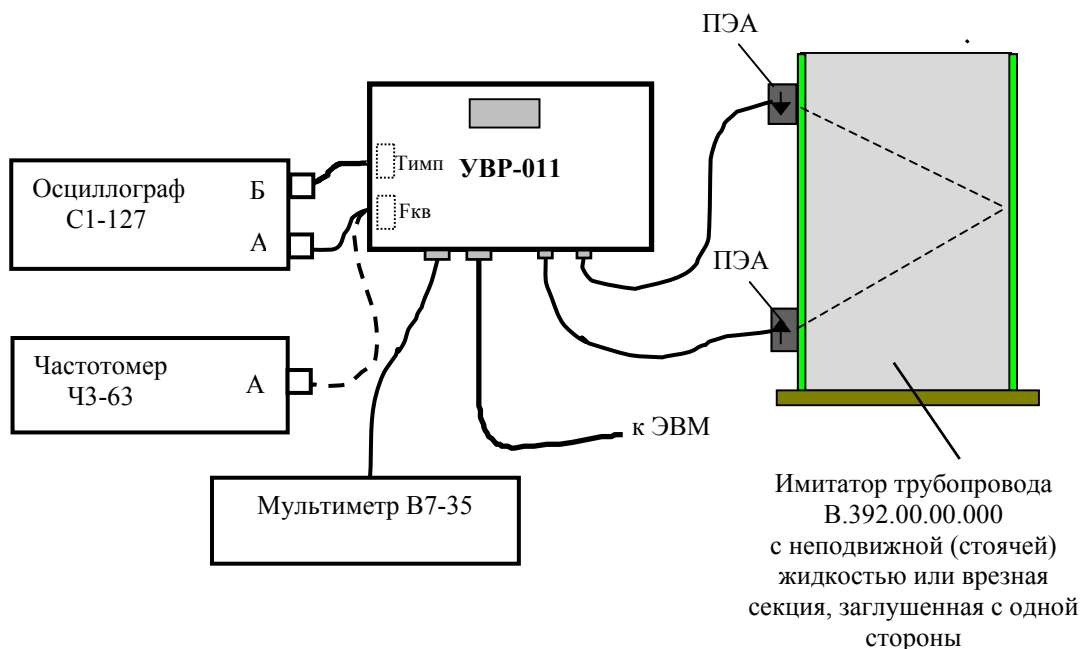 ПЭА
Осциллограф
С1-127
Б
А
Тимп
УВР-011
Fкв
ПЭА
Частотомер
Ч3-63
А
к ЭВМ
Мультиметр В7-35
Имитатор трубопровода
В.392.00.00.000
с неподвижной (стоячей)
жидкостью или врезная
секция, заглушенная с одной
стороны